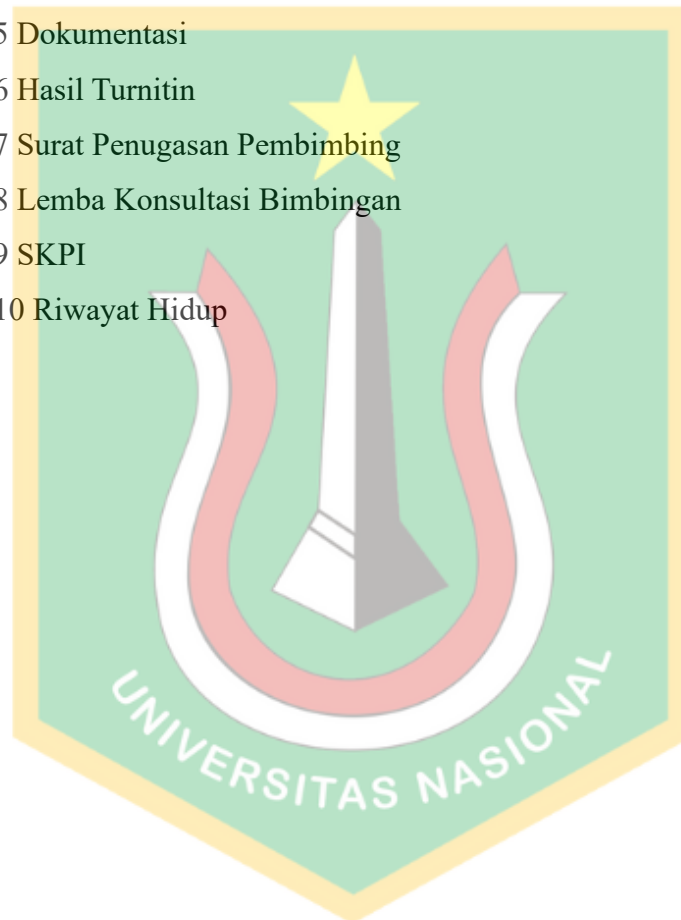 5 Dokumentasi
6 Hasil Turnitin
7 Surat Penugasan Pembimbing
8 Lemba Konsultasi Bimbingan
9 SKPI
10 Riwayat Hidup
UNIVERSITAS NASIONAL